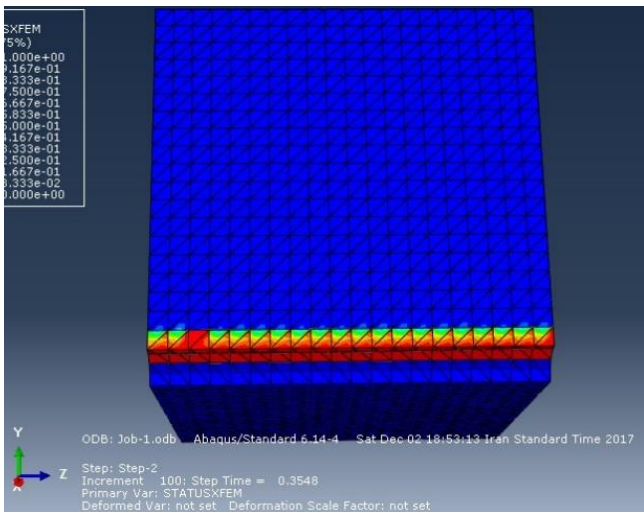 SXFEM
75%)
1.000e+00
9.167e-01
8.333e-01
7.500e-01
6.667e-01
5.833e-01
5.000e-01
4.167e-01
3.333e-01
2.500e-01
1.667e-01
8.333e-02
0.000e+00
ODB: Job-1.odb Abaqus/Standard 6.14-4 Sat Dec 02 18:53:13 Iran Standard Time 2017
Y
Z
X
Step: Step-2
Increment 100: Step Time = 0.3548
Primary Var: STATUSXFEM
Deformed Var: not set Deformation Scale Factor: not set